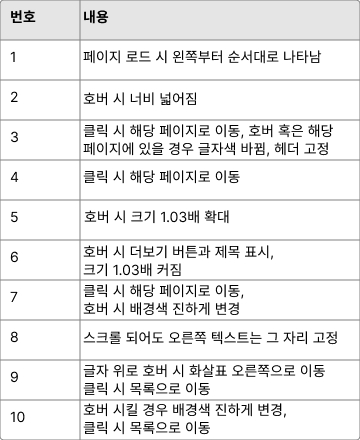 번호 내용
1 페이지 로드 시 왼쪽부터 순서대로 나타남
2 호버 시 너비 넓어짐
3 클릭 시 해당 페이지로 이동, 호버 혹은 해당
페이지에 있을 경우 글자색 바뀜, 헤더 고정
4 클릭 시 해당 페이지로 이동
5 호버 시 크기 1.03배 확대
6 호버 시 더보기 버튼과 제목 표시,
크기 1.03배 커짐
7 클릭 시 해당 페이지로 이동,
호버 시 배경색 진하게 변경
8 스크롤 되어도 오른쪽 텍스트는 그 자리 고정
9 글자 위로 호버 시 화살표 오른쪽으로 이동
클릭 시 목록으로 이동
10 호버 시킬 경우 배경색 진하게 변경,
클릭 시 목록으로 이동